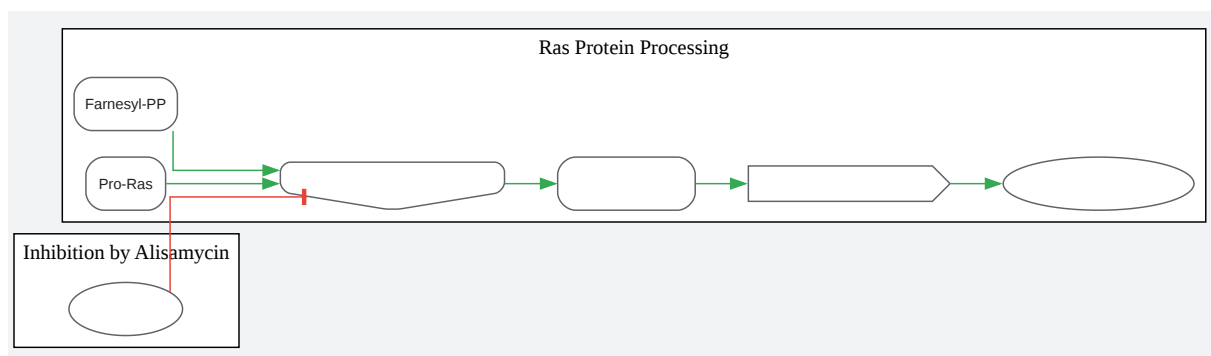 Ras Protein Processing
Farnesyl-PP
Pro-Ras
Inhibition by Alisamycin